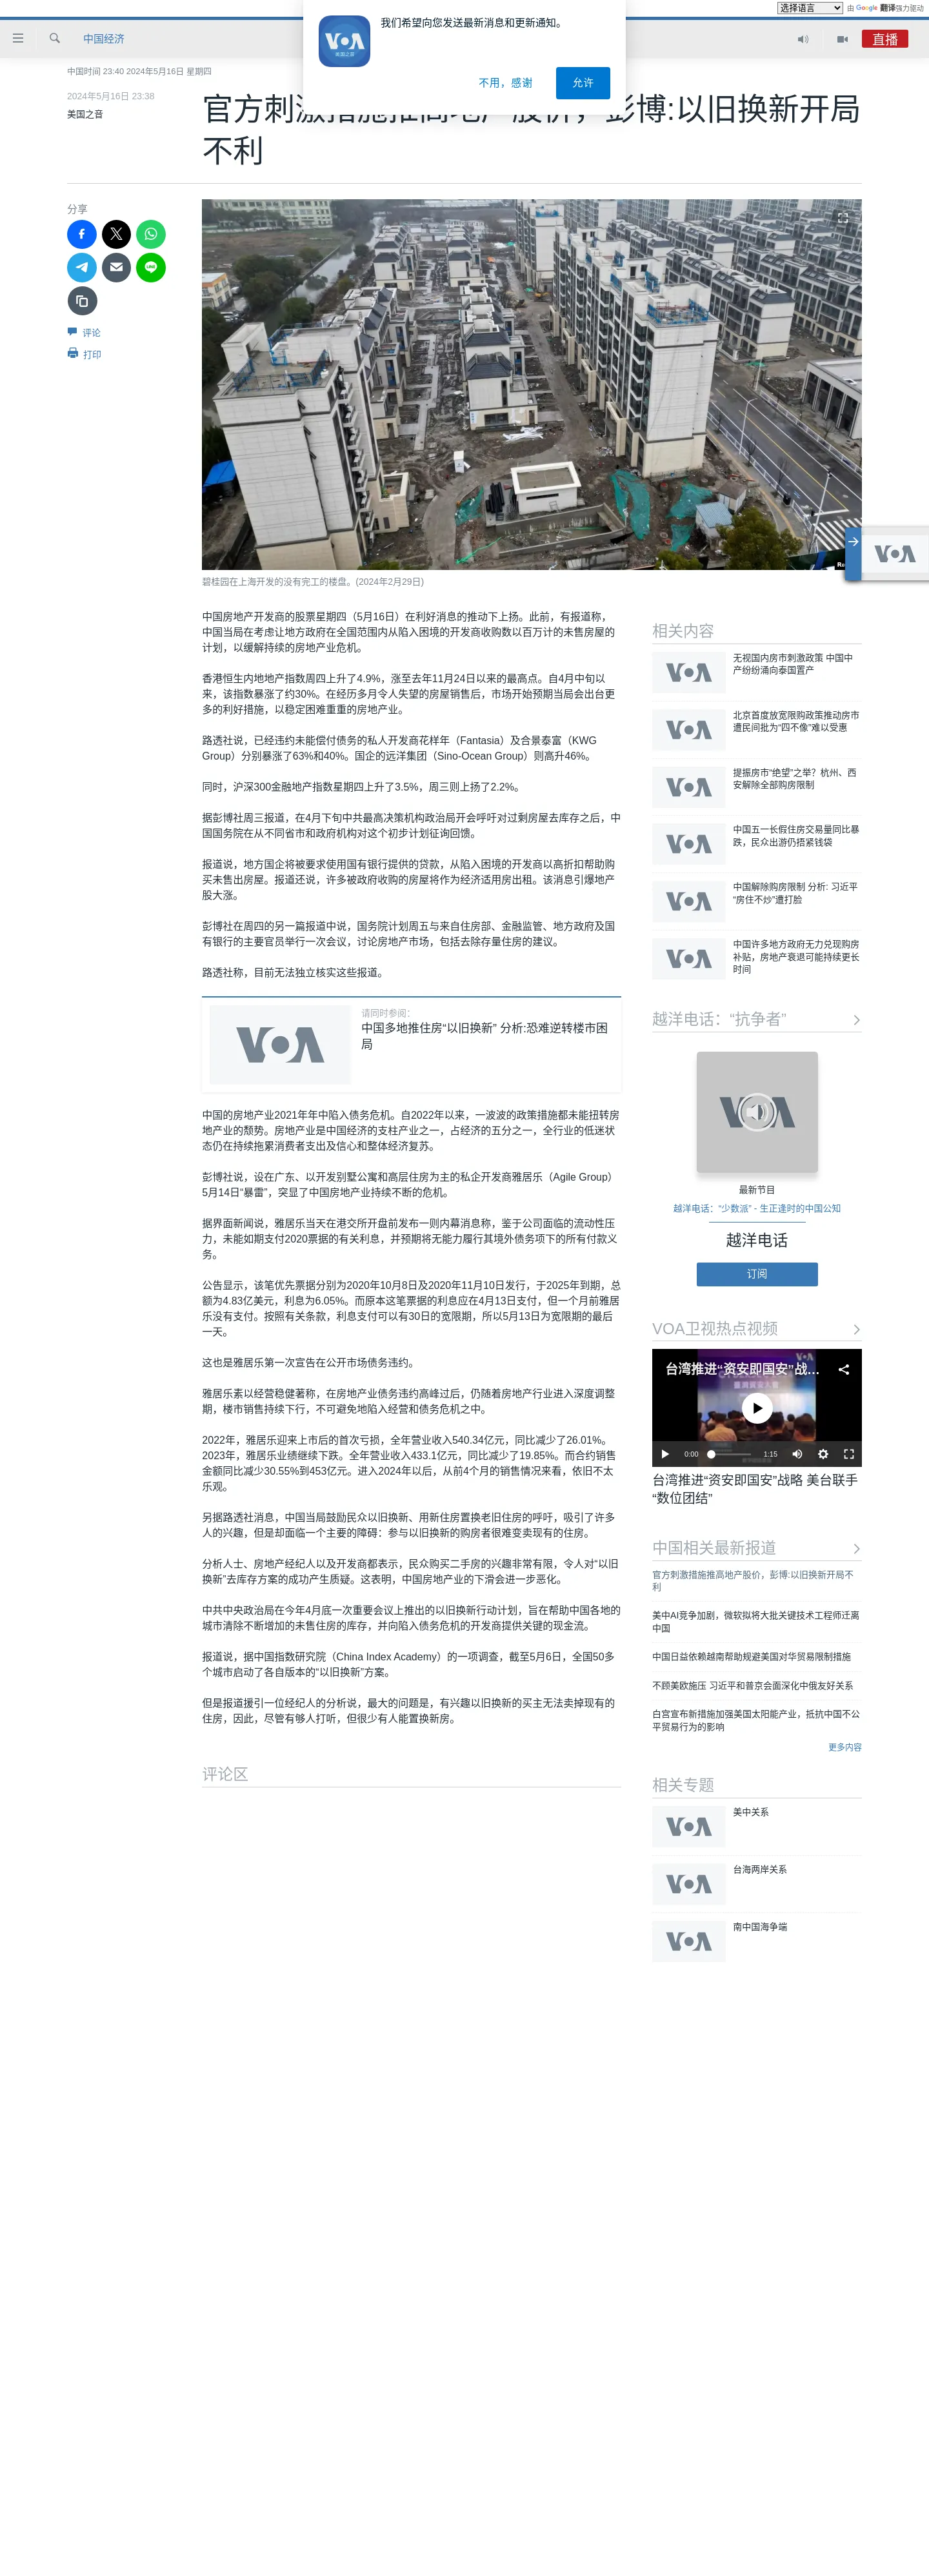 选择语言
由 Google 翻译强力驱动
我们希望向您发送最新消息和更新通知。
VOA
美国之音
不用，感谢
允许
中国经济
直播
中国时间 23:40 2024年5月16日 星期四
2024年5月16日 23:38
美国之音
官方刺激措施推高地产股价，彭博:以旧换新开局
不利
分享
评论
打印
碧桂园在上海开发的没有完工的楼盘。(2024年2月29日)
中国房地产开发商的股票星期四（5月16日）在利好消息的推动下上扬。此前，有报道称，
中国当局在考虑让地方政府在全国范围内从陷入困境的开发商收购数以百万计的未售房屋的
计划，以缓解持续的房地产业危机。
香港恒生内地地产指数周四上升了4.9%，涨至去年11月24日以来的最高点。自4月中旬以
来，该指数暴涨了约30%。在经历多月令人失望的房屋销售后，市场开始预期当局会出台更
多的利好措施，以稳定困难重重的房地产业。
路透社说，已经违约未能偿付债务的私人开发商花样年（Fantasia）及合景泰富（KWG
Group）分别暴涨了63%和40%。国企的远洋集团（Sino-Ocean Group）则高升46%。
同时，沪深300金融地产指数星期四上升了3.5%，周三则上扬了2.2%。
据彭博社周三报道，在4月下旬中共最高决策机构政治局开会呼吁对过剩房屋去库存之后，中
国国务院在从不同省市和政府机构对这个初步计划征询回馈。
报道说，地方国企将被要求使用国有银行提供的贷款，从陷入困境的开发商以高折扣帮助购
买未售出房屋。报道还说，许多被政府收购的房屋将作为经济适用房出租。该消息引爆地产
股大涨。
彭博社在周四的另一篇报道中说，国务院计划周五与来自住房部、金融监管、地方政府及国
有银行的主要官员举行一次会议，讨论房地产市场，包括去除存量住房的建议。
路透社称，目前无法独立核实这些报道。
VOA
请同时参阅:
中国多地推住房“以旧换新” 分析:恐难逆转楼市困
局
中国的房地产业2021年年中陷入债务危机。自2022年以来，一波波的政策措施都未能扭转房
地产业的颓势。房地产业是中国经济的支柱产业之一，占经济的五分之一，全行业的低迷状
态仍在持续拖累消费者支出及信心和整体经济复苏。
彭博社说，设在广东、以开发别墅公寓和高层住房为主的私企开发商雅居乐（Agile Group）
5月14日“暴雷”，突显了中国房地产业持续不断的危机。
据界面新闻说，雅居乐当天在港交所开盘前发布一则内幕消息称，鉴于公司面临的流动性压
力，未能如期支付2020票据的有关利息，并预期将无能力履行其境外债务项下的所有付款义
务。
公告显示，该笔优先票据分别为2020年10月8日及2020年11月10日发行，于2025年到期，总
额为4.83亿美元，利息为6.05%。而原本这笔票据的利息应在4月13日支付，但一个月前雅居
乐没有支付。按照有关条款，利息支付可以有30日的宽限期，所以5月13日为宽限期的最后
一天。
这也是雅居乐第一次宣告在公开市场债务违约。
雅居乐素以经营稳健著称，在房地产业债务违约高峰过后，仍随着房地产行业进入深度调整
期，楼市销售持续下行，不可避免地陷入经营和债务危机之中。
2022年，雅居乐迎来上市后的首次亏损，全年营业收入540.34亿元，同比减少了26.01%。
2023年，雅居乐业绩继续下跌。全年营业收入433.1亿元，同比减少了19.85%。而合约销售
金额同比减少30.55%到453亿元。进入2024年以后，从前4个月的销售情况来看，依旧不太
乐观。
另据路透社消息，中国当局鼓励民众以旧换新、用新住房置换老旧住房的呼吁，吸引了许多
人的兴趣，但是却面临一个主要的障碍：参与以旧换新的购房者很难变卖现有的住房。
分析人士、房地产经纪人以及开发商都表示，民众购买二手房的兴趣非常有限，令人对“以旧
换新”去库存方案的成功产生质疑。这表明，中国房地产业的下滑会进一步恶化。
中共中央政治局在今年4月底一次重要会议上推出的以旧换新行动计划，旨在帮助中国各地的
城市清除不断增加的未售住房的库存，并向陷入债务危机的开发商提供关键的现金流。
报道说，据中国指数研究院（China Index Academy）的一项调查，截至5月6日，全国50多
个城市启动了各自版本的“以旧换新”方案。
但是报道援引一位经纪人的分析说，最大的问题是，有兴趣以旧换新的买主无法卖掉现有的
住房，因此，尽管有够人打听，但很少有人能置换新房。
评论区
VOA
相关内容
VOA
无视国内房市刺激政策 中国中
产纷纷涌向泰国置产
VOA
北京首度放宽限购政策推动房市
遭民间批为“四不像”难以受惠
VOA
提振房市“绝望”之举？杭州、西
安解除全部购房限制
VOA
中国五一长假住房交易量同比暴
跌，民众出游仍捂紧钱袋
VOA
中国解除购房限制 分析: 习近平
“房住不炒”遭打脸
VOA
中国许多地方政府无力兑现购房
补贴，房地产衰退可能持续更长
时间
越洋电话：“抗争者”
VOA
最新节目
越洋电话：“少数派” - 生正逢时的中国公知
越洋电话
订阅
VOA卫视热点视频
台湾推进“资安即国安”战…
VOA
0:00
1:15
台湾推进“资安即国安”战略 美台联手
“数位团结”
中国相关最新报道
官方刺激措施推高地产股价，彭博:以旧换新开局不
利
美中AI竞争加剧，微软拟将大批关键技术工程师迁离
中国
中国日益依赖越南帮助规避美国对华贸易限制措施
不顾美欧施压 习近平和普京会面深化中俄友好关系
白宫宣布新措施加强美国太阳能产业，抵抗中国不公
平贸易行为的影响
更多内容
相关专题
VOA
美中关系
VOA
台海两岸关系
VOA
南中国海争端